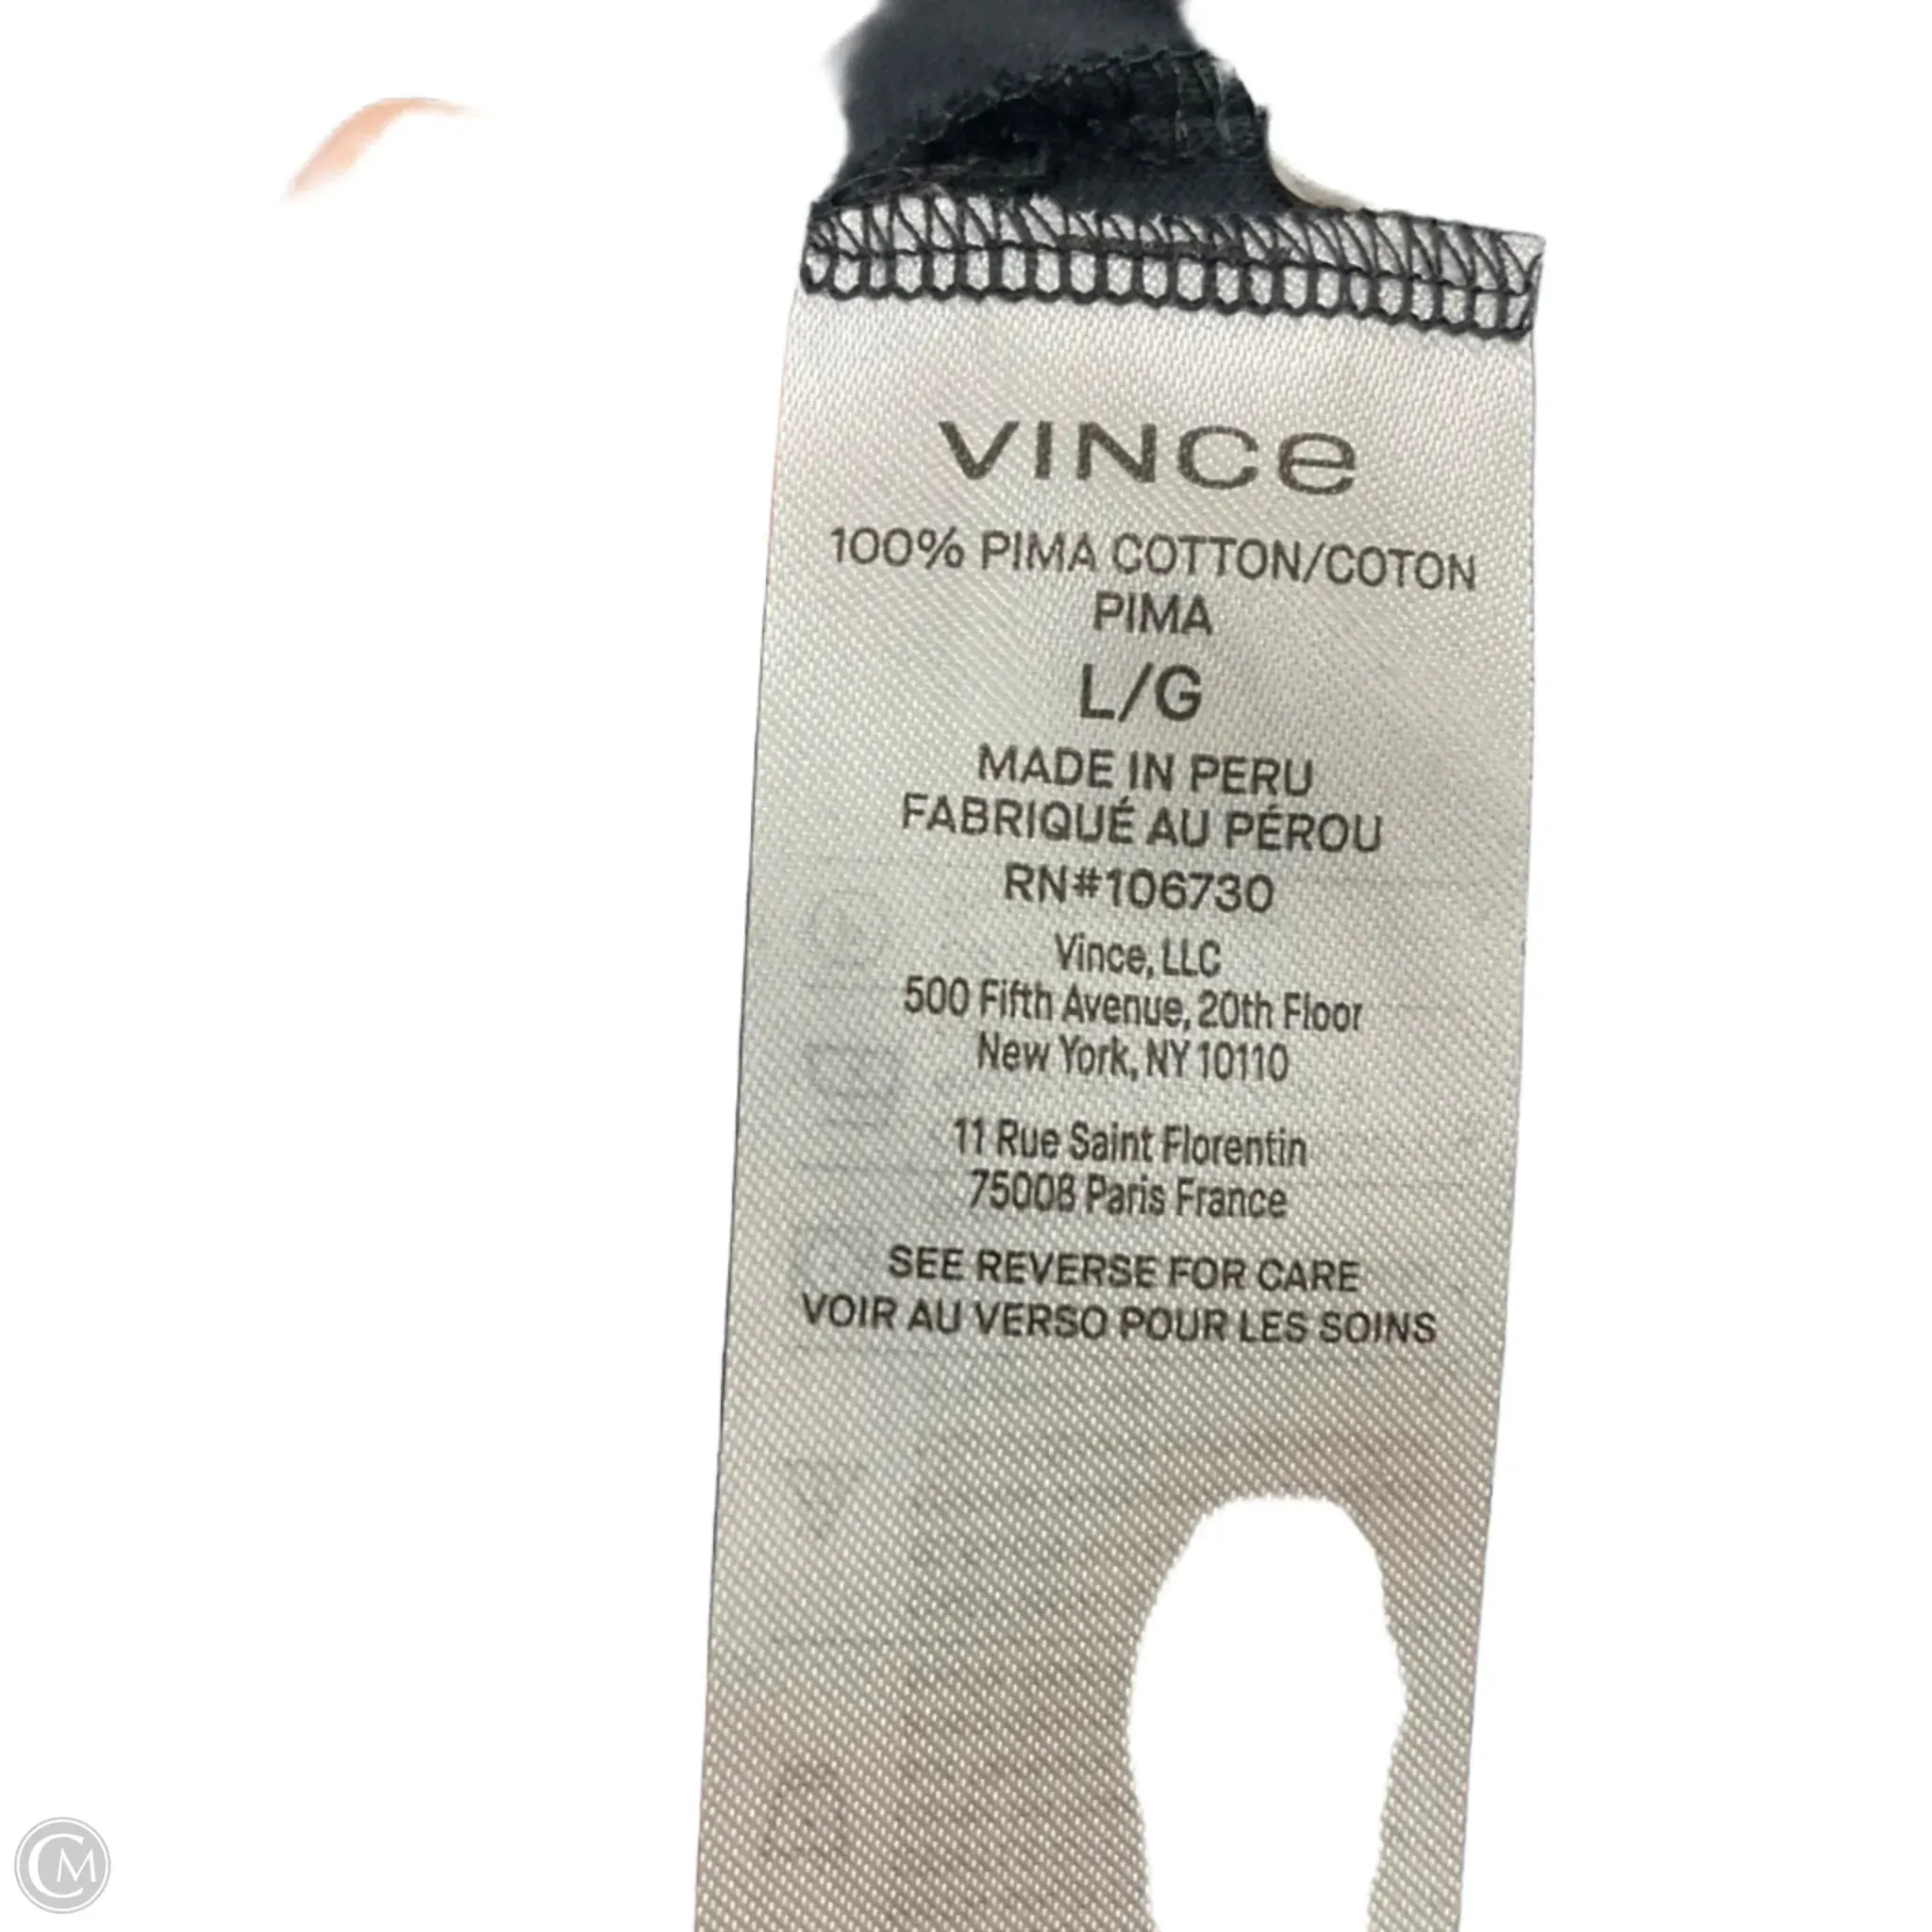 VINCe
100% PIMA COTTON/COTON
PIMA
L/G
MADE IN PERU
FABRIQUÉ AU PÉROU
RN#106730
Vince, LLC
500 Fifth Avenue, 20th Floor
New York, NY 10110
11 Rue Saint Florentin
75008 Paris France
SEE REVERSE FOR CARE
VOIR AU VERSO POUR LES SOINS
CM